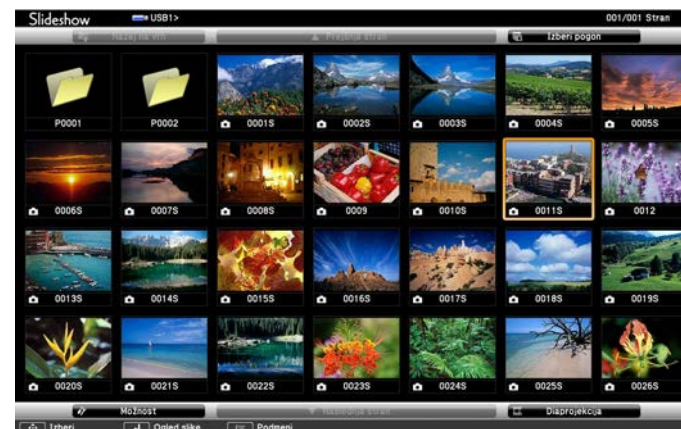 Slideshow USB1> 001/001 Stran
Nazaj na vrh Prejšnja stran Izberi pogon
P0001 P0002 0001S 0002S 0003S 0004S 0005S
0006S 0007S 0008S 0009 0010S 0011S 0012
0013S 0014S 0015S 0016S 0017S 0018S 0019S
0020S 0021S 0022S 0023S 0024S 0025S 0026S
Možnost Naslednja stran Diaprojekcija
Izberi Ogled slike Podmeni